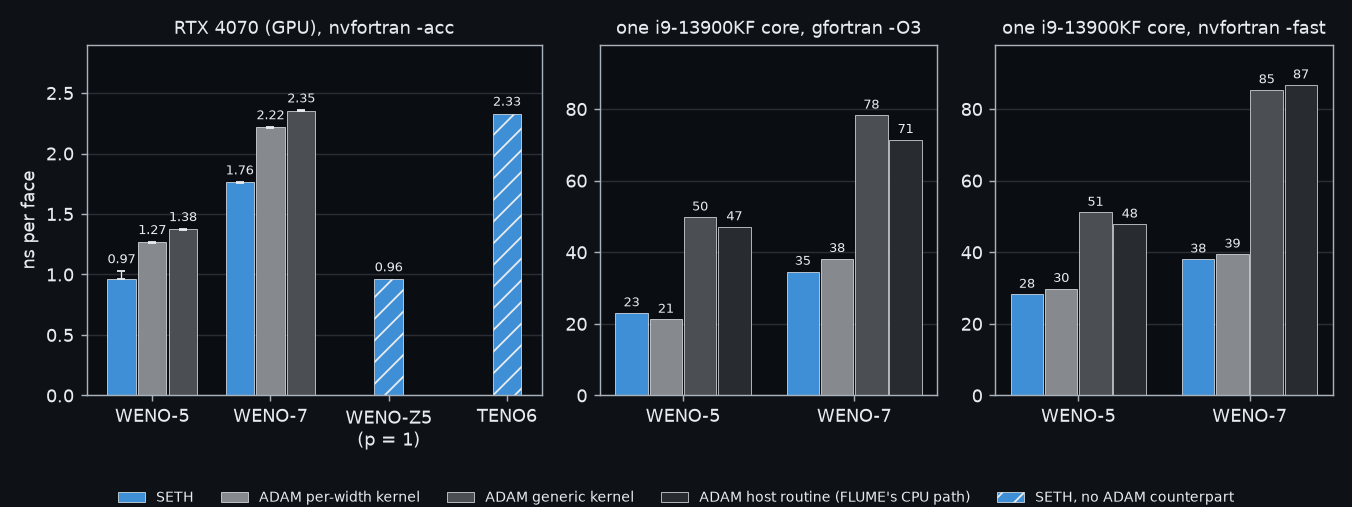 RTX 4070 (GPU), nvfortran -acc
one i9-13900KF core, gfortran -O3
one i9-13900KF core, nvfortran -fast
ns per face
2.5
2.0
1.5
1.0
0.5
0.0
0.97
1.27
1.38
1.76
2.22
2.35
0.96
2.33
WENO-5
WENO-7
WENO-Z5
(p = 1)
TENO6
80
60
40
20
0
23
21
50
47
35
38
78
71
WENO-5
WENO-7
80
60
40
20
0
28
30
51
48
38
39
85
87
WENO-5
WENO-7
SETH
ADAM per-width kernel
ADAM generic kernel
ADAM host routine (FLUME's CPU path)
SETH, no ADAM counterpart